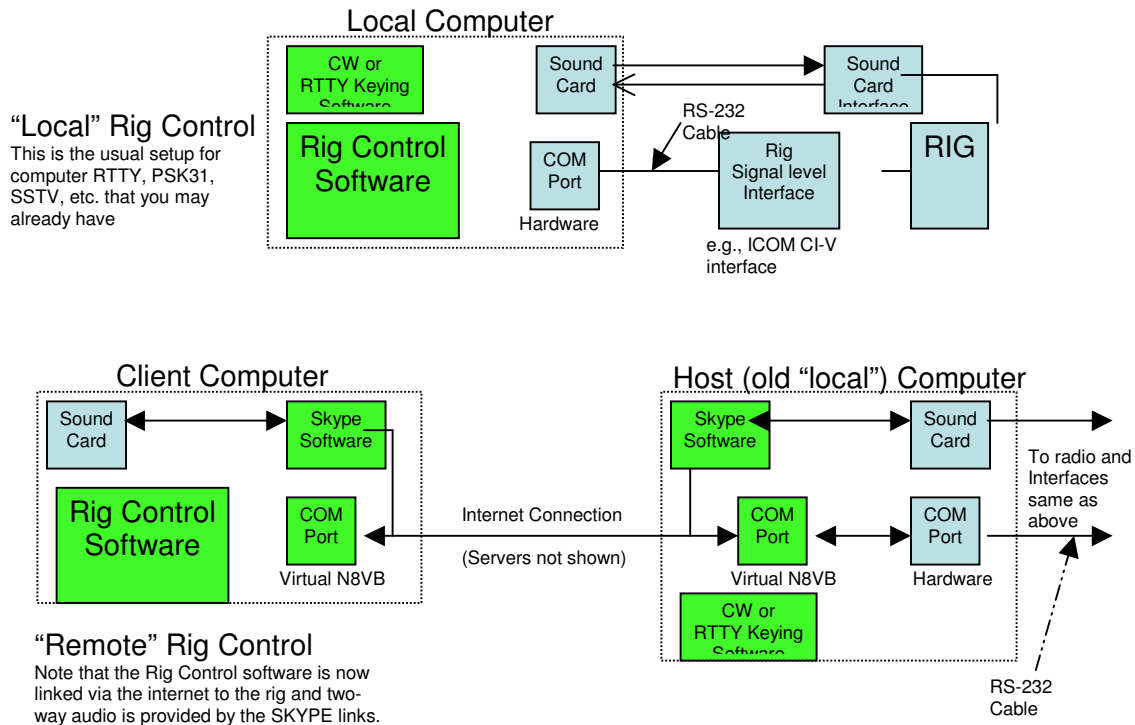 Local Computer
CW or
RTTY Keying
Software
Sound
Card
Sound
Card
Interface
“Local” Rig Control
This is the usual setup for
computer RTTY, PSK31,
SSTV, etc. that you may
already have
Rig Control
Software
COM
Port
Hardware
RS-232
Cable
Rig
Signal level
Interface
e.g., ICOM CI-V
interface
RIG
Client Computer
Sound
Card
Skype
Software
Rig Control
Software
COM
Port
Virtual N8VB
Internet Connection
(Servers not shown)
Host (old “local”) Computer
Skype
Software
Sound
Card
COM
Port
Virtual N8VB
COM
Port
Hardware
To radio and
Interfaces
same as
above
CW or
RTTY Keying
Software
RS-232
Cable
“Remote” Rig Control
Note that the Rig Control software is now
linked via the internet to the rig and two-
way audio is provided by the SKYPE links.